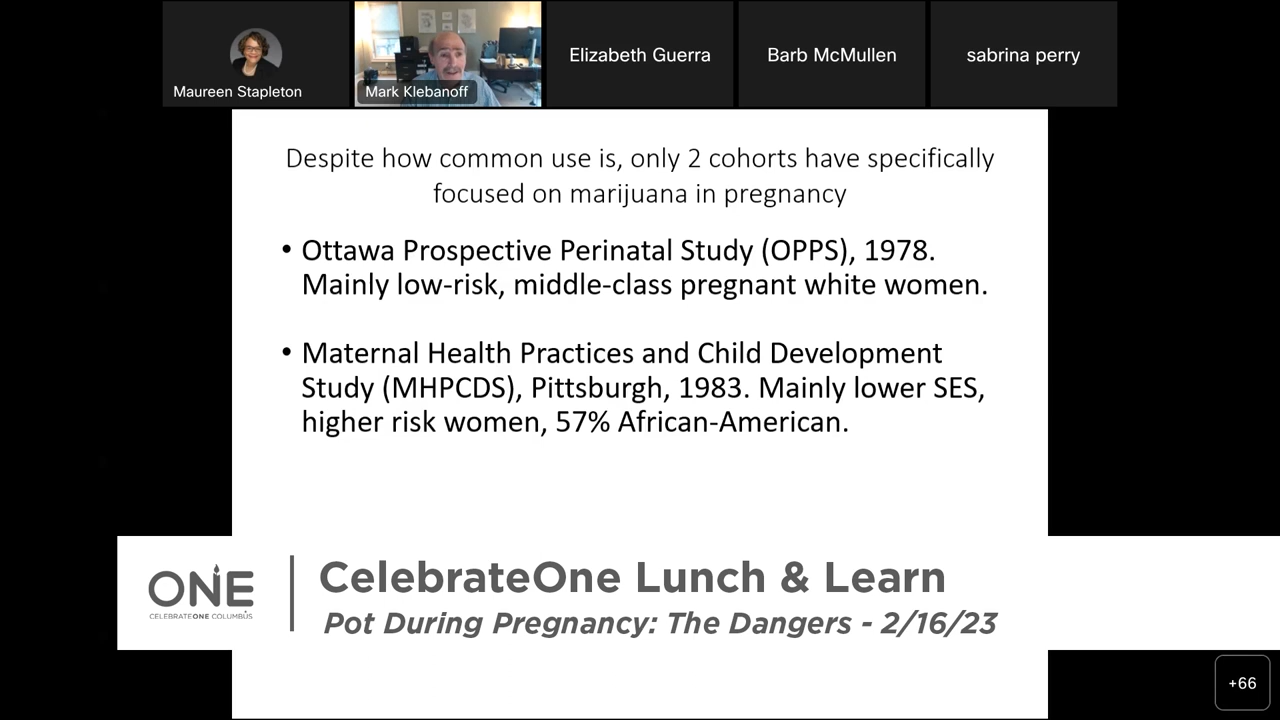 Maureen Stapleton
Mark Klebanoff
Elizabeth Guerra
Barb McMullen
sabrina perry
Despite how common use is, only 2 cohorts have specifically
focused on marijuana in pregnancy
• Ottawa Prospective Perinatal Study (OPPS), 1978.
Mainly low-risk, middle-class pregnant white women.
• Maternal Health Practices and Child Development
Study (MHPCDS), Pittsburgh, 1983. Mainly lower SES,
higher risk women, 57% African-American.
ONE
CELEBRATEONE COLUMBUS
CelebrateOne Lunch & Learn
Pot During Pregnancy: The Dangers - 2/16/23
+66